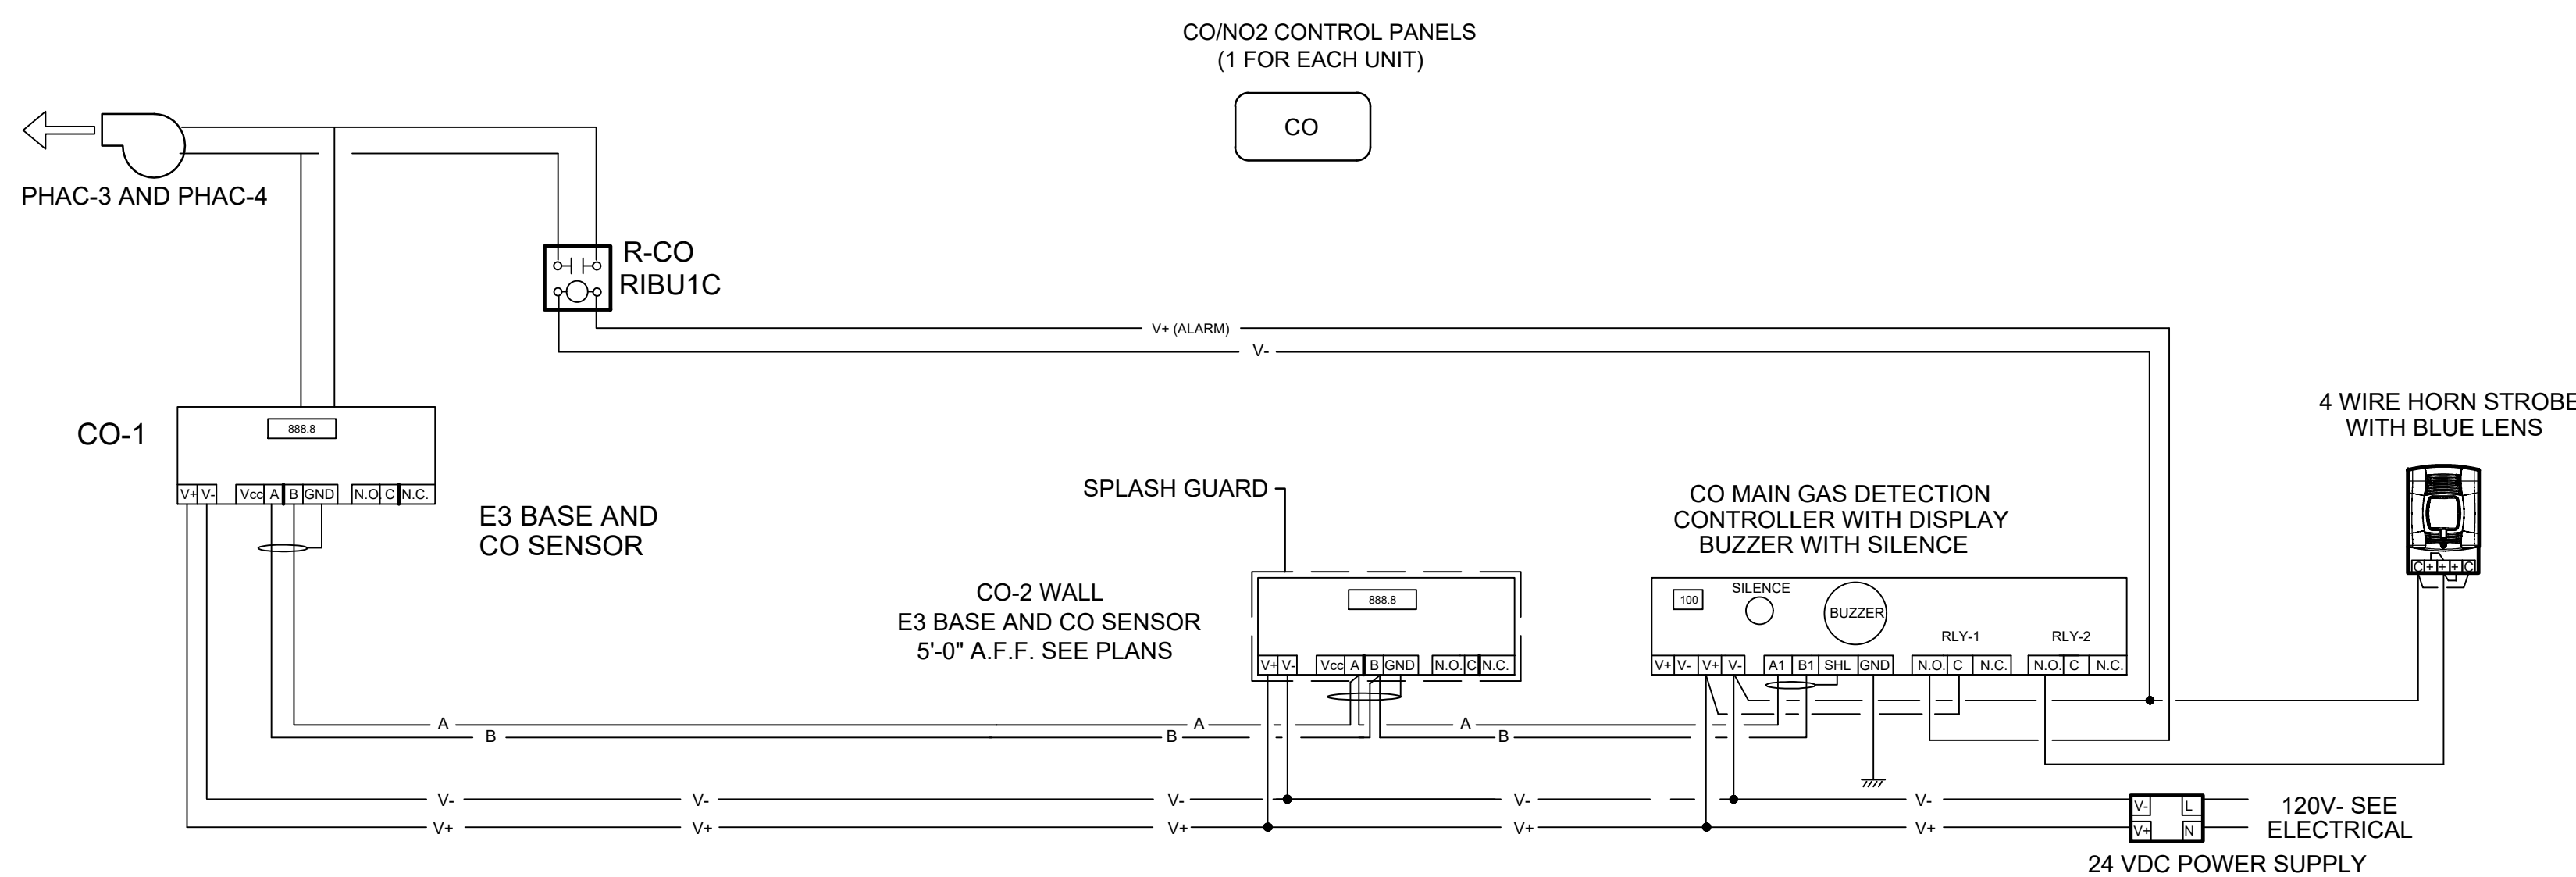 CO/NO2 CONTROL PANELS
(1 FOR EACH UNIT)
CO
PHAC-3 AND PHAC-4
R-CO
RIBU1C
V+ (ALARM)
V-
CO-1
888.8
V+ V- Vcc A B GND N.O. C N.C.
E3 BASE AND
CO SENSOR
SPLASH GUARD
CO-2 WALL
E3 BASE AND CO SENSOR
5'-0" A.F.F. SEE PLANS
888.8
V+ V- Vcc A B GND N.O. C N.C.
CO MAIN GAS DETECTION
CONTROLLER WITH DISPLAY
BUZZER WITH SILENCE
100
SILENCE
BUZZER
RLY-1 RLY-2
V+ V- V+ V- A1 B1 SHL GND N.O. C N.C. N.O. C N.C.
4 WIRE HORN STROBE
WITH BLUE LENS
C + + + C
A A A
B B B
V- V- V- V- V-
V+ V+ V+ V+ V+
V- L
V+ N
120V- SEE
ELECTRICAL
24 VDC POWER SUPPLY